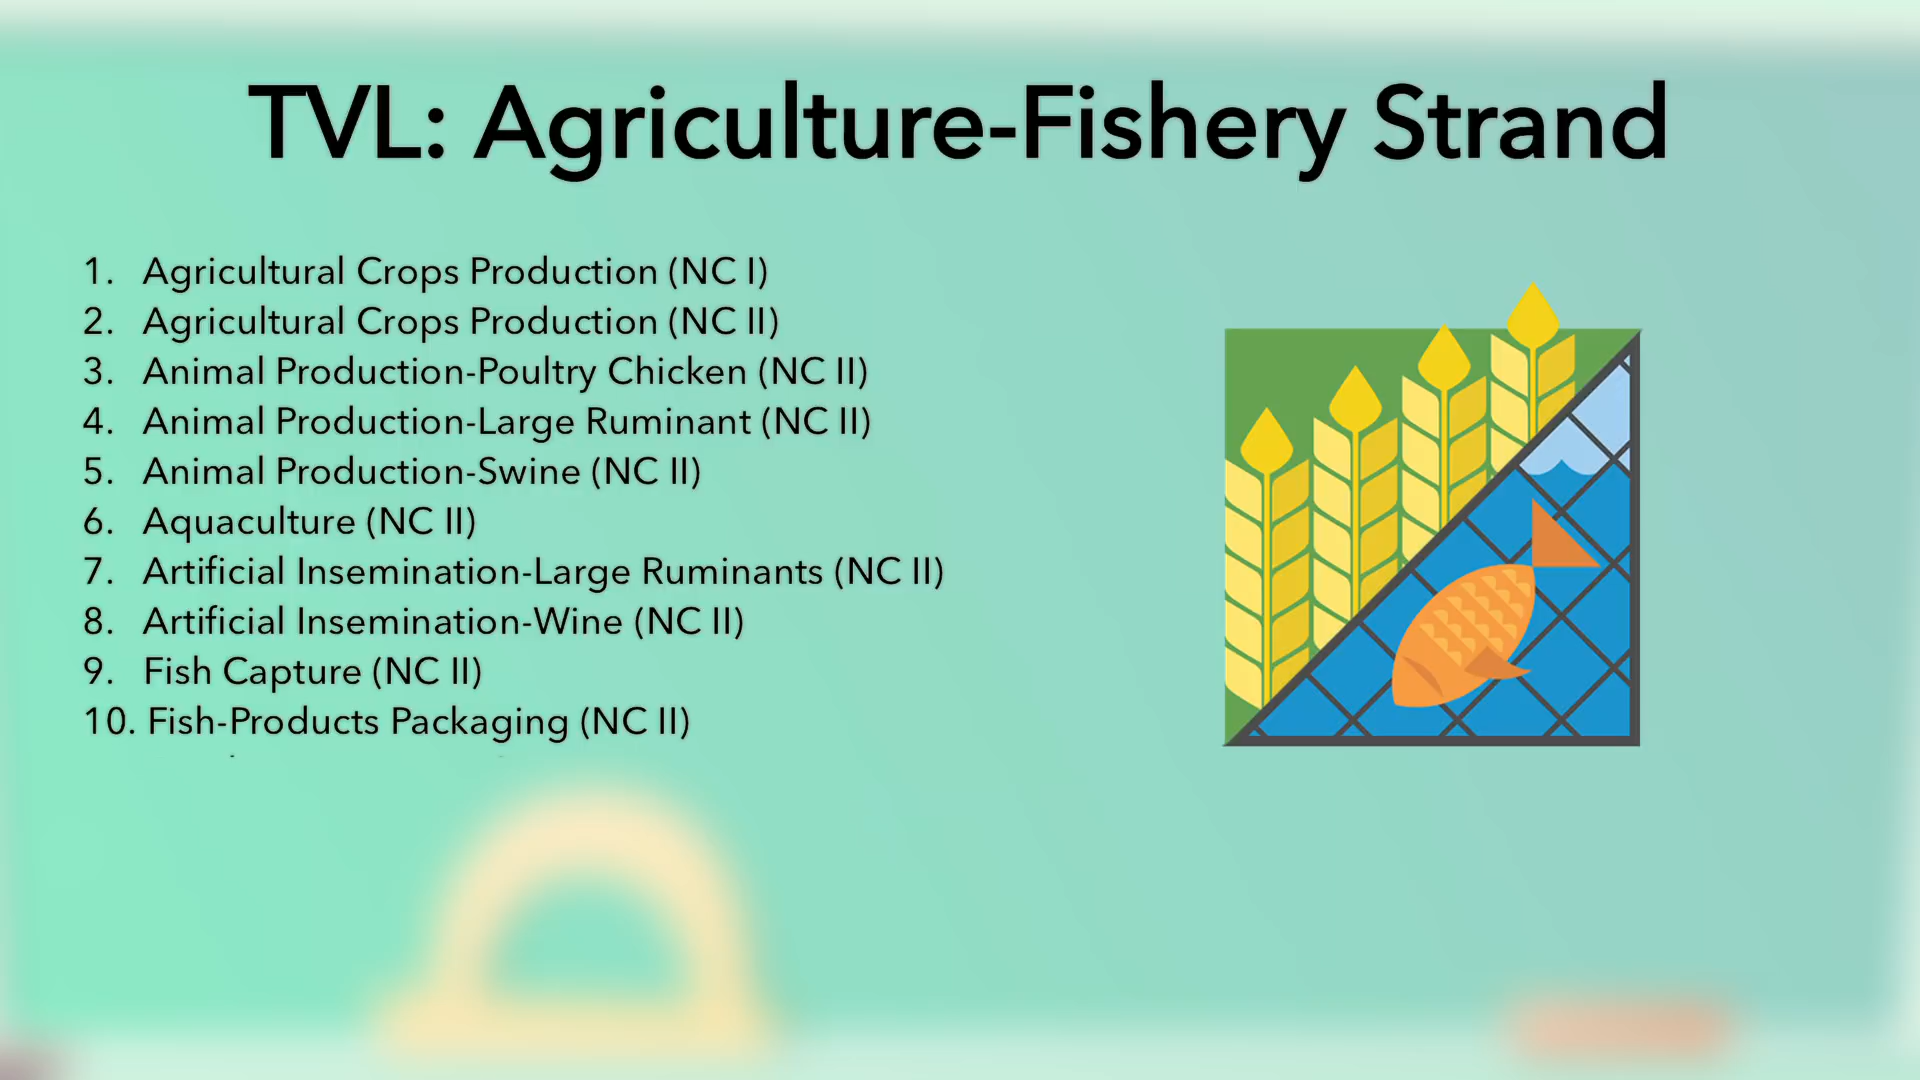 TVL: Agriculture-Fishery Strand
1. Agricultural Crops Production (NC I)
2. Agricultural Crops Production (NC II)
3. Animal Production-Poultry Chicken (NC II)
4. Animal Production-Large Ruminant (NC II)
5. Animal Production-Swine (NC II)
6. Aquaculture (NC II)
7. Artificial Insemination-Large Ruminants (NC II)
8. Artificial Insemination-Wine (NC II)
9. Fish Capture (NC II)
10. Fish-Products Packaging (NC II)